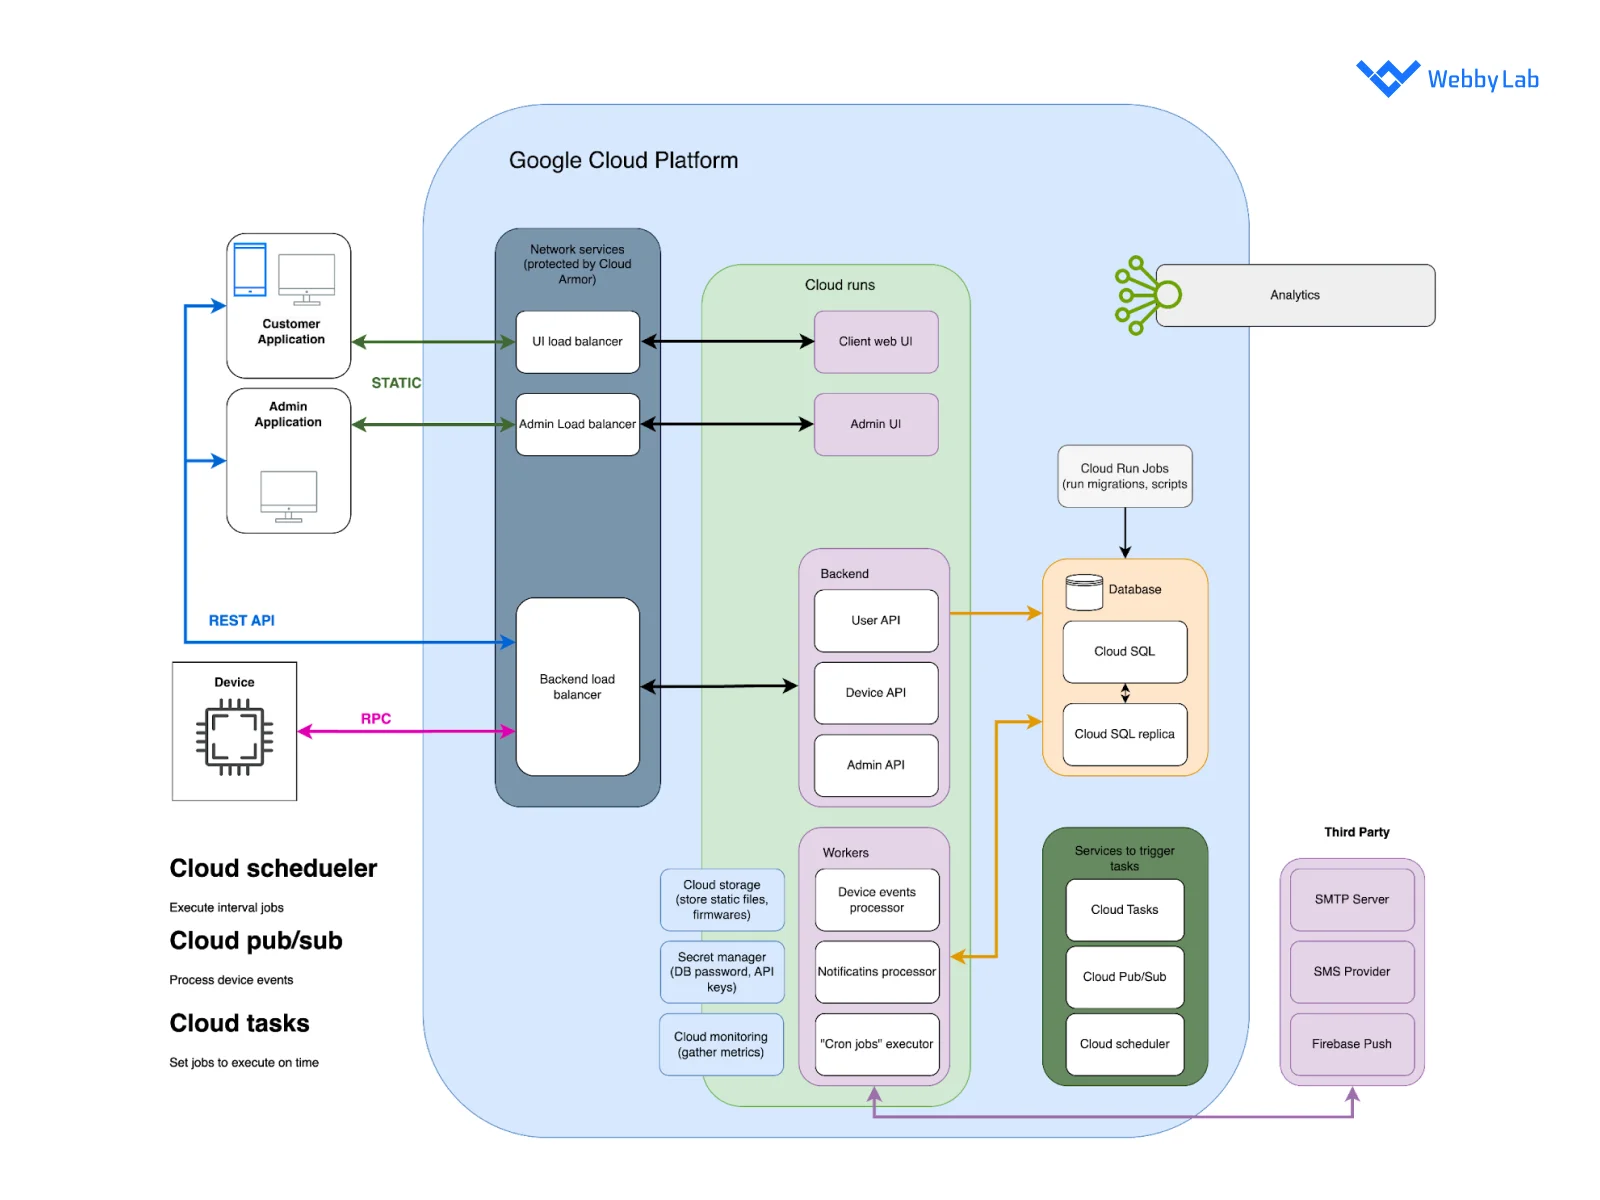 WebbyLab
Google Cloud Platform
Network services
(protected by Cloud
Armor)
UI load balancer
Admin Load balancer
Backend load
balancer
Customer
Application
Admin
Application
STATIC
REST API
Device
RPC
Cloud runs
Client web UI
Admin UI
Backend
User API
Device API
Admin API
Workers
Device events
processor
Notificatins processor
"Cron jobs" executor
Cloud storage
(store static files,
firmwares)
Secret manager
(DB password, API
keys)
Cloud monitoring
(gather metrics)
Analytics
Cloud Run Jobs
(run migrations, scripts
Database
Cloud SQL
Cloud SQL replica
Services to trigger
tasks
Cloud Tasks
Cloud Pub/Sub
Cloud scheduler
Third Party
SMTP Server
SMS Provider
Firebase Push
Cloud schedueler
Execute interval jobs
Cloud pub/sub
Process device events
Cloud tasks
Set jobs to execute on time